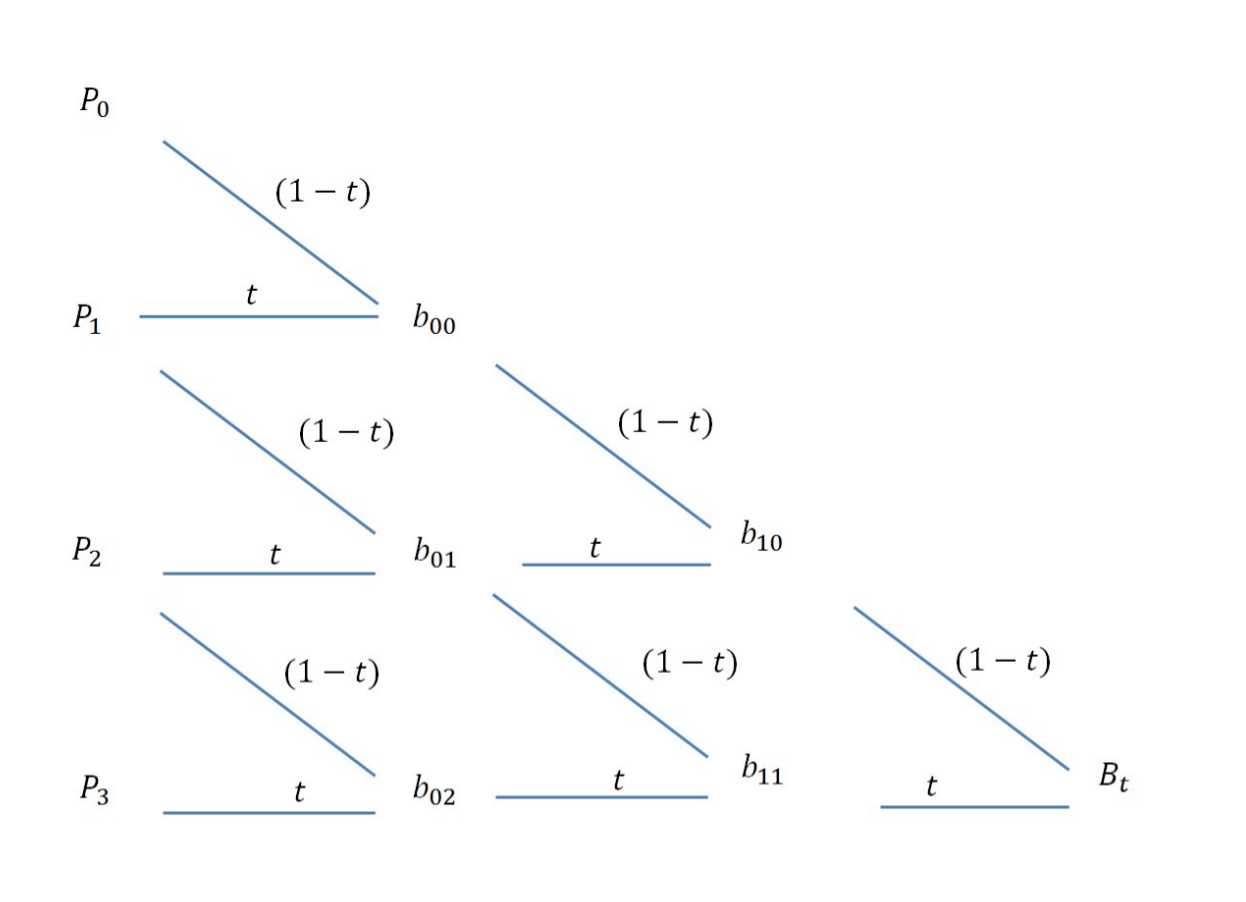 P₀
(1 − t)
t
P₁ b₀₀
(1 − t) (1 − t)
P₂ t b₀₁ t b₁₀
(1 − t) (1 − t) (1 − t)
P₃ t b₀₂ t b₁₁ t Bₜ